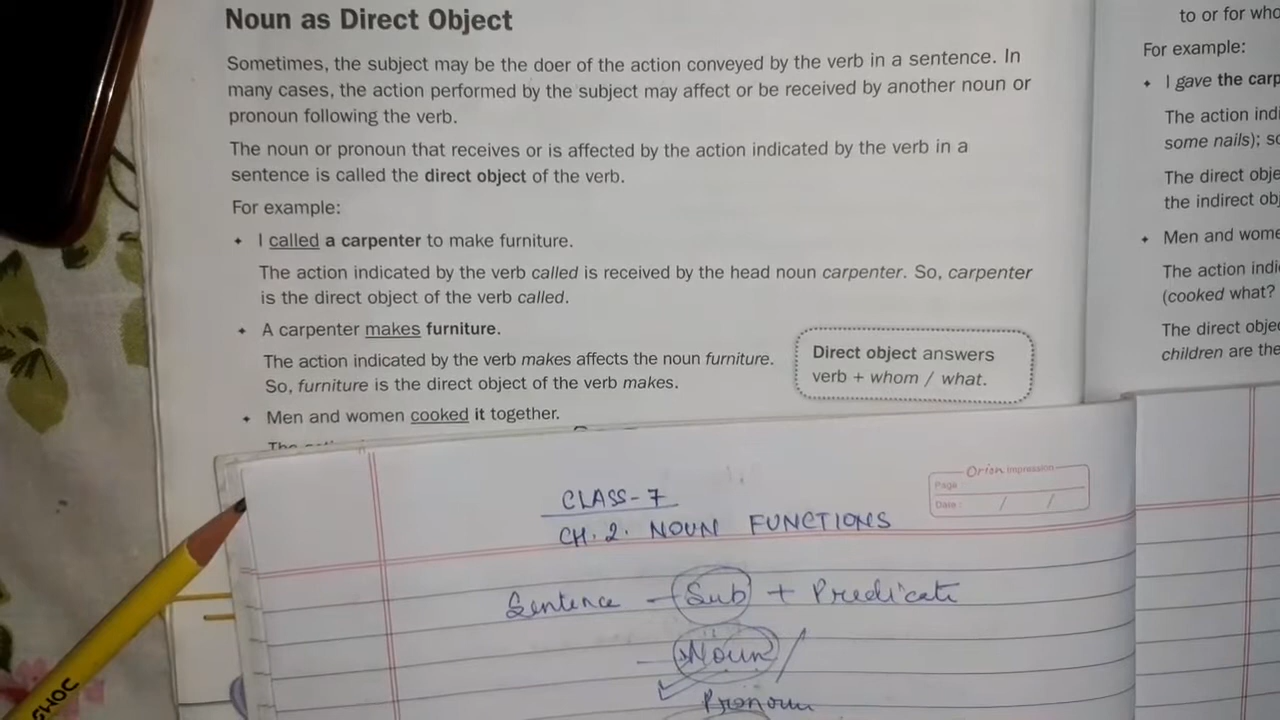 Noun as Direct Object
Sometimes, the subject may be the doer of the action conveyed by the verb in a sentence. In
many cases, the action performed by the subject may affect or be received by another noun or
pronoun following the verb.
The noun or pronoun that receives or is affected by the action indicated by the verb in a
sentence is called the direct object of the verb.
For example:
I called a carpenter to make furniture.
The action indicated by the verb called is received by the head noun carpenter. So, carpenter
is the direct object of the verb called.
A carpenter makes furniture.
The action indicated by the verb makes affects the noun furniture.
So, furniture is the direct object of the verb makes.
Direct object answers
verb + whom / what.
Men and women cooked it together.
to or for who
For example:
I gave the carp
The action indi
some nails); so
The direct obje
the indirect obj
Men and wome
The action indi
(cooked what?
The direct obje
children are the
CLASS-7
CH. 2. NOUN FUNCTIONS
Orion Impression
Page
Date : / /
Sentence - Sub + Predicate
Noun /
Pronoun